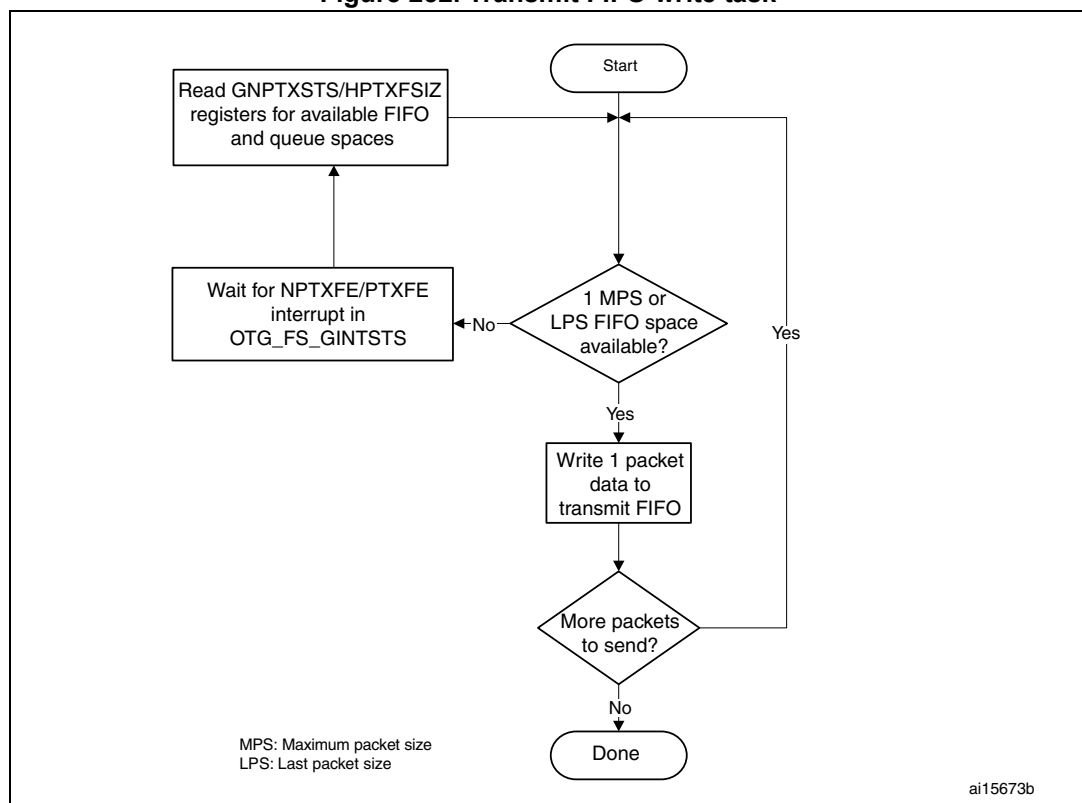 Figure Transmit FIFO write task
Start
Read GNPTXSTS/HPTXFSIZ
registers for available FIFO
and queue spaces
Wait for NPTXFE/PTXFE
interrupt in
OTG_FS_GINTSTS
No
1 MPS or
LPS FIFO space
available?
Yes
Yes
Write 1 packet
data to
transmit FIFO
More packets
to send?
No
Done
MPS: Maximum packet size
LPS: Last packet size
ai15673b